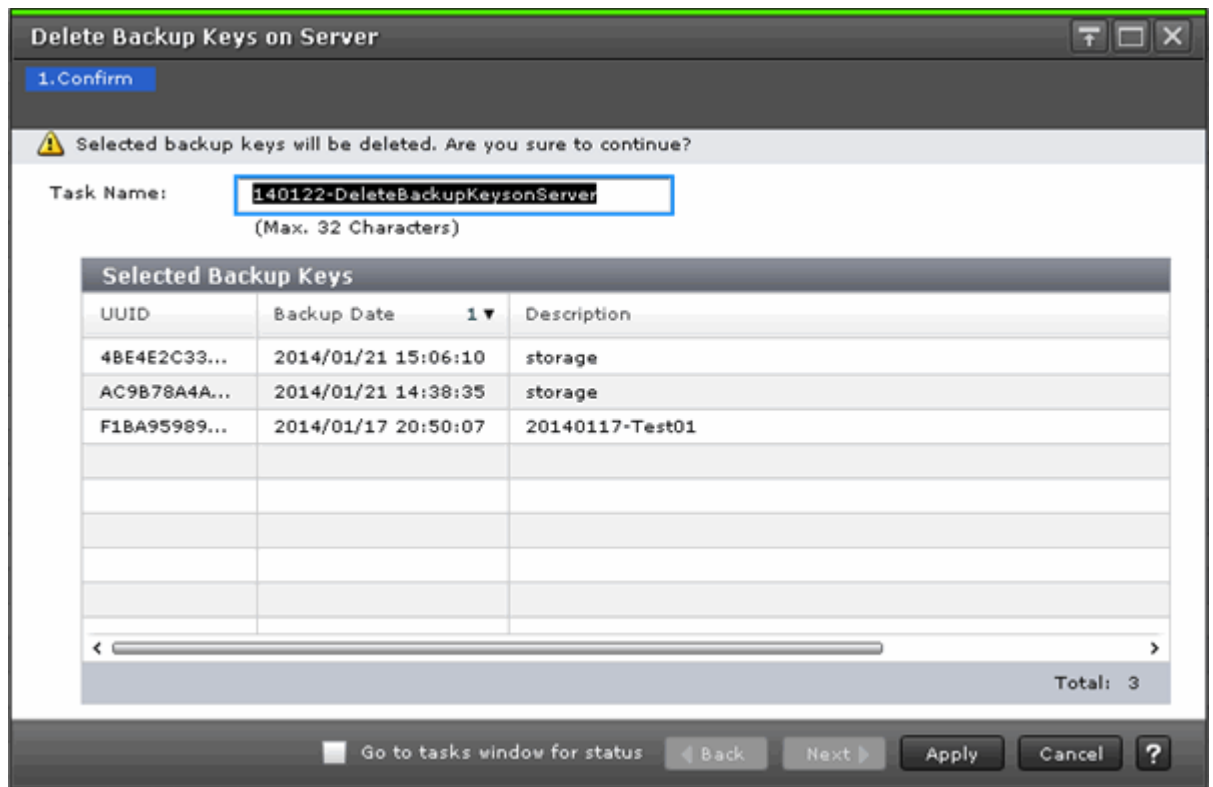 Delete Backup Keys on Server
1.Confirm
Selected backup keys will be deleted. Are you sure to continue?
Task Name: 140122-DeleteBackupKeysonServer
(Max. 32 Characters)
Selected Backup Keys
UUID Backup Date 1▼ Description
4BE4E2C33... 2014/01/21 15:06:10 storage
AC9B78A4A... 2014/01/21 14:38:35 storage
F1BA95989... 2014/01/17 20:50:07 20140117-Test01
Total: 3
Go to tasks window for status Back Next Apply Cancel ?